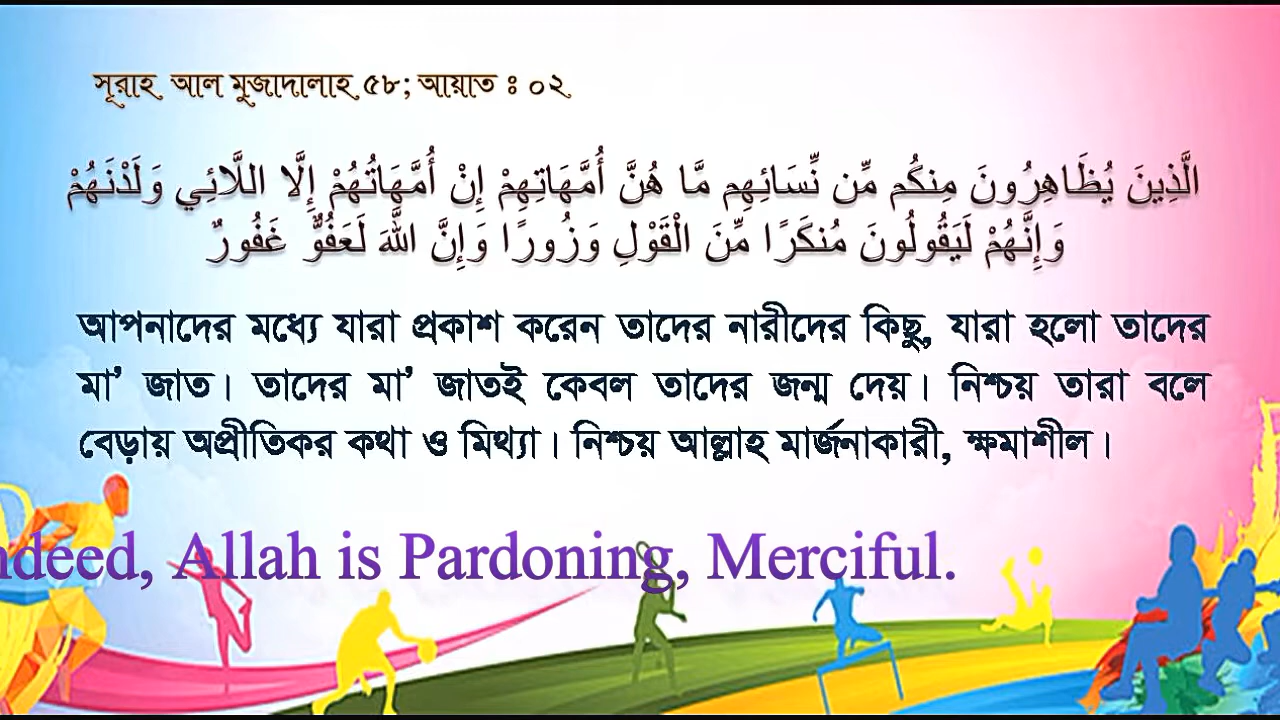 সূরাহ আল মুজাদালাহ ৫৮; আয়াত ঃ ০২
الَّذِينَ يُظَاهِرُونَ مِنكُم مِّن نِّسَائِهِم مَّا هُنَّ أُمَّهَاتِهِمْ إِنْ أُمَّهَاتُهُمْ إِلَّا اللَّائِي وَلَدْنَهُمْ
وَإِنَّهُمْ لَيَقُولُونَ مُنكَرًا مِّنَ الْقَوْلِ وَزُورًا وَإِنَّ اللَّهَ لَعَفُوٌّ غَفُورٌ
আপনাদের মধ্যে যারা প্রকাশ করেন তাদের নারীদের কিছু, যারা হলো তাদের
মা’ জাত। তাদের মা’ জাতই কেবল তাদের জন্ম দেয়। নিশ্চয় তারা বলে
বেড়ায় অপ্রীতিকর কথা ও মিথ্যা। নিশ্চয় আল্লাহ মার্জনাকারী, ক্ষমাশীল।
ndeed, Allah is Pardoning, Merciful.